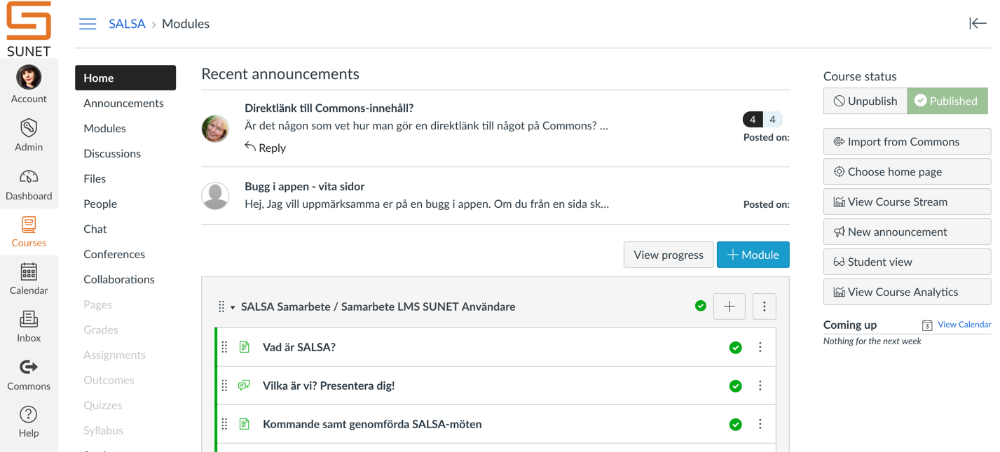 SUNET
Account
Admin
Dashboard
Courses
Calendar
Inbox
Commons
Help
SALSA › Modules
Home
Announcements
Modules
Discussions
Files
People
Chat
Conferences
Collaborations
Pages
Grades
Assignments
Outcomes
Quizzes
Syllabus
Recent announcements
Direktlänk till Commons-innehåll?
Är det någon som vet hur man gör en direktlänk till något på Commons? ...
Reply
4 4
Posted on:
Bugg i appen - vita sidor
Hej, Jag vill uppmärksamma er på en bugg i appen. Om du från en sida sk...
Posted on:
View progress
+ Module
SALSA Samarbete / Samarbete LMS SUNET Användare
Vad är SALSA?
Vilka är vi? Presentera dig!
Kommande samt genomförda SALSA-möten
Course status
Unpublish
Published
Import from Commons
Choose home page
View Course Stream
New announcement
Student view
View Course Analytics
Coming up
3 View Calendar
Nothing for the next week